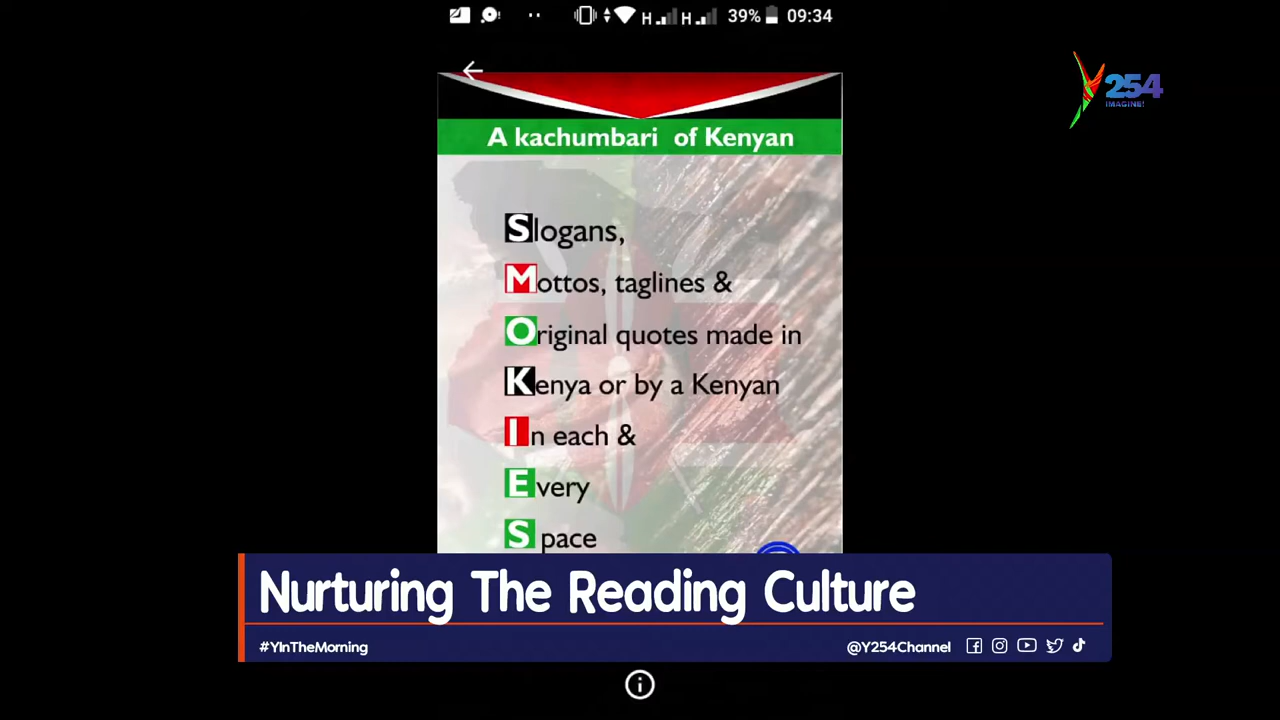 H H 39% 09:34
254
IMAGINE!
A kachumbari of Kenyan
Slogans,
Mottos, taglines &
Original quotes made in
Kenya or by a Kenyan
In each &
Every
Space
Nurturing The Reading Culture
#YInTheMorning
@Y254Channel